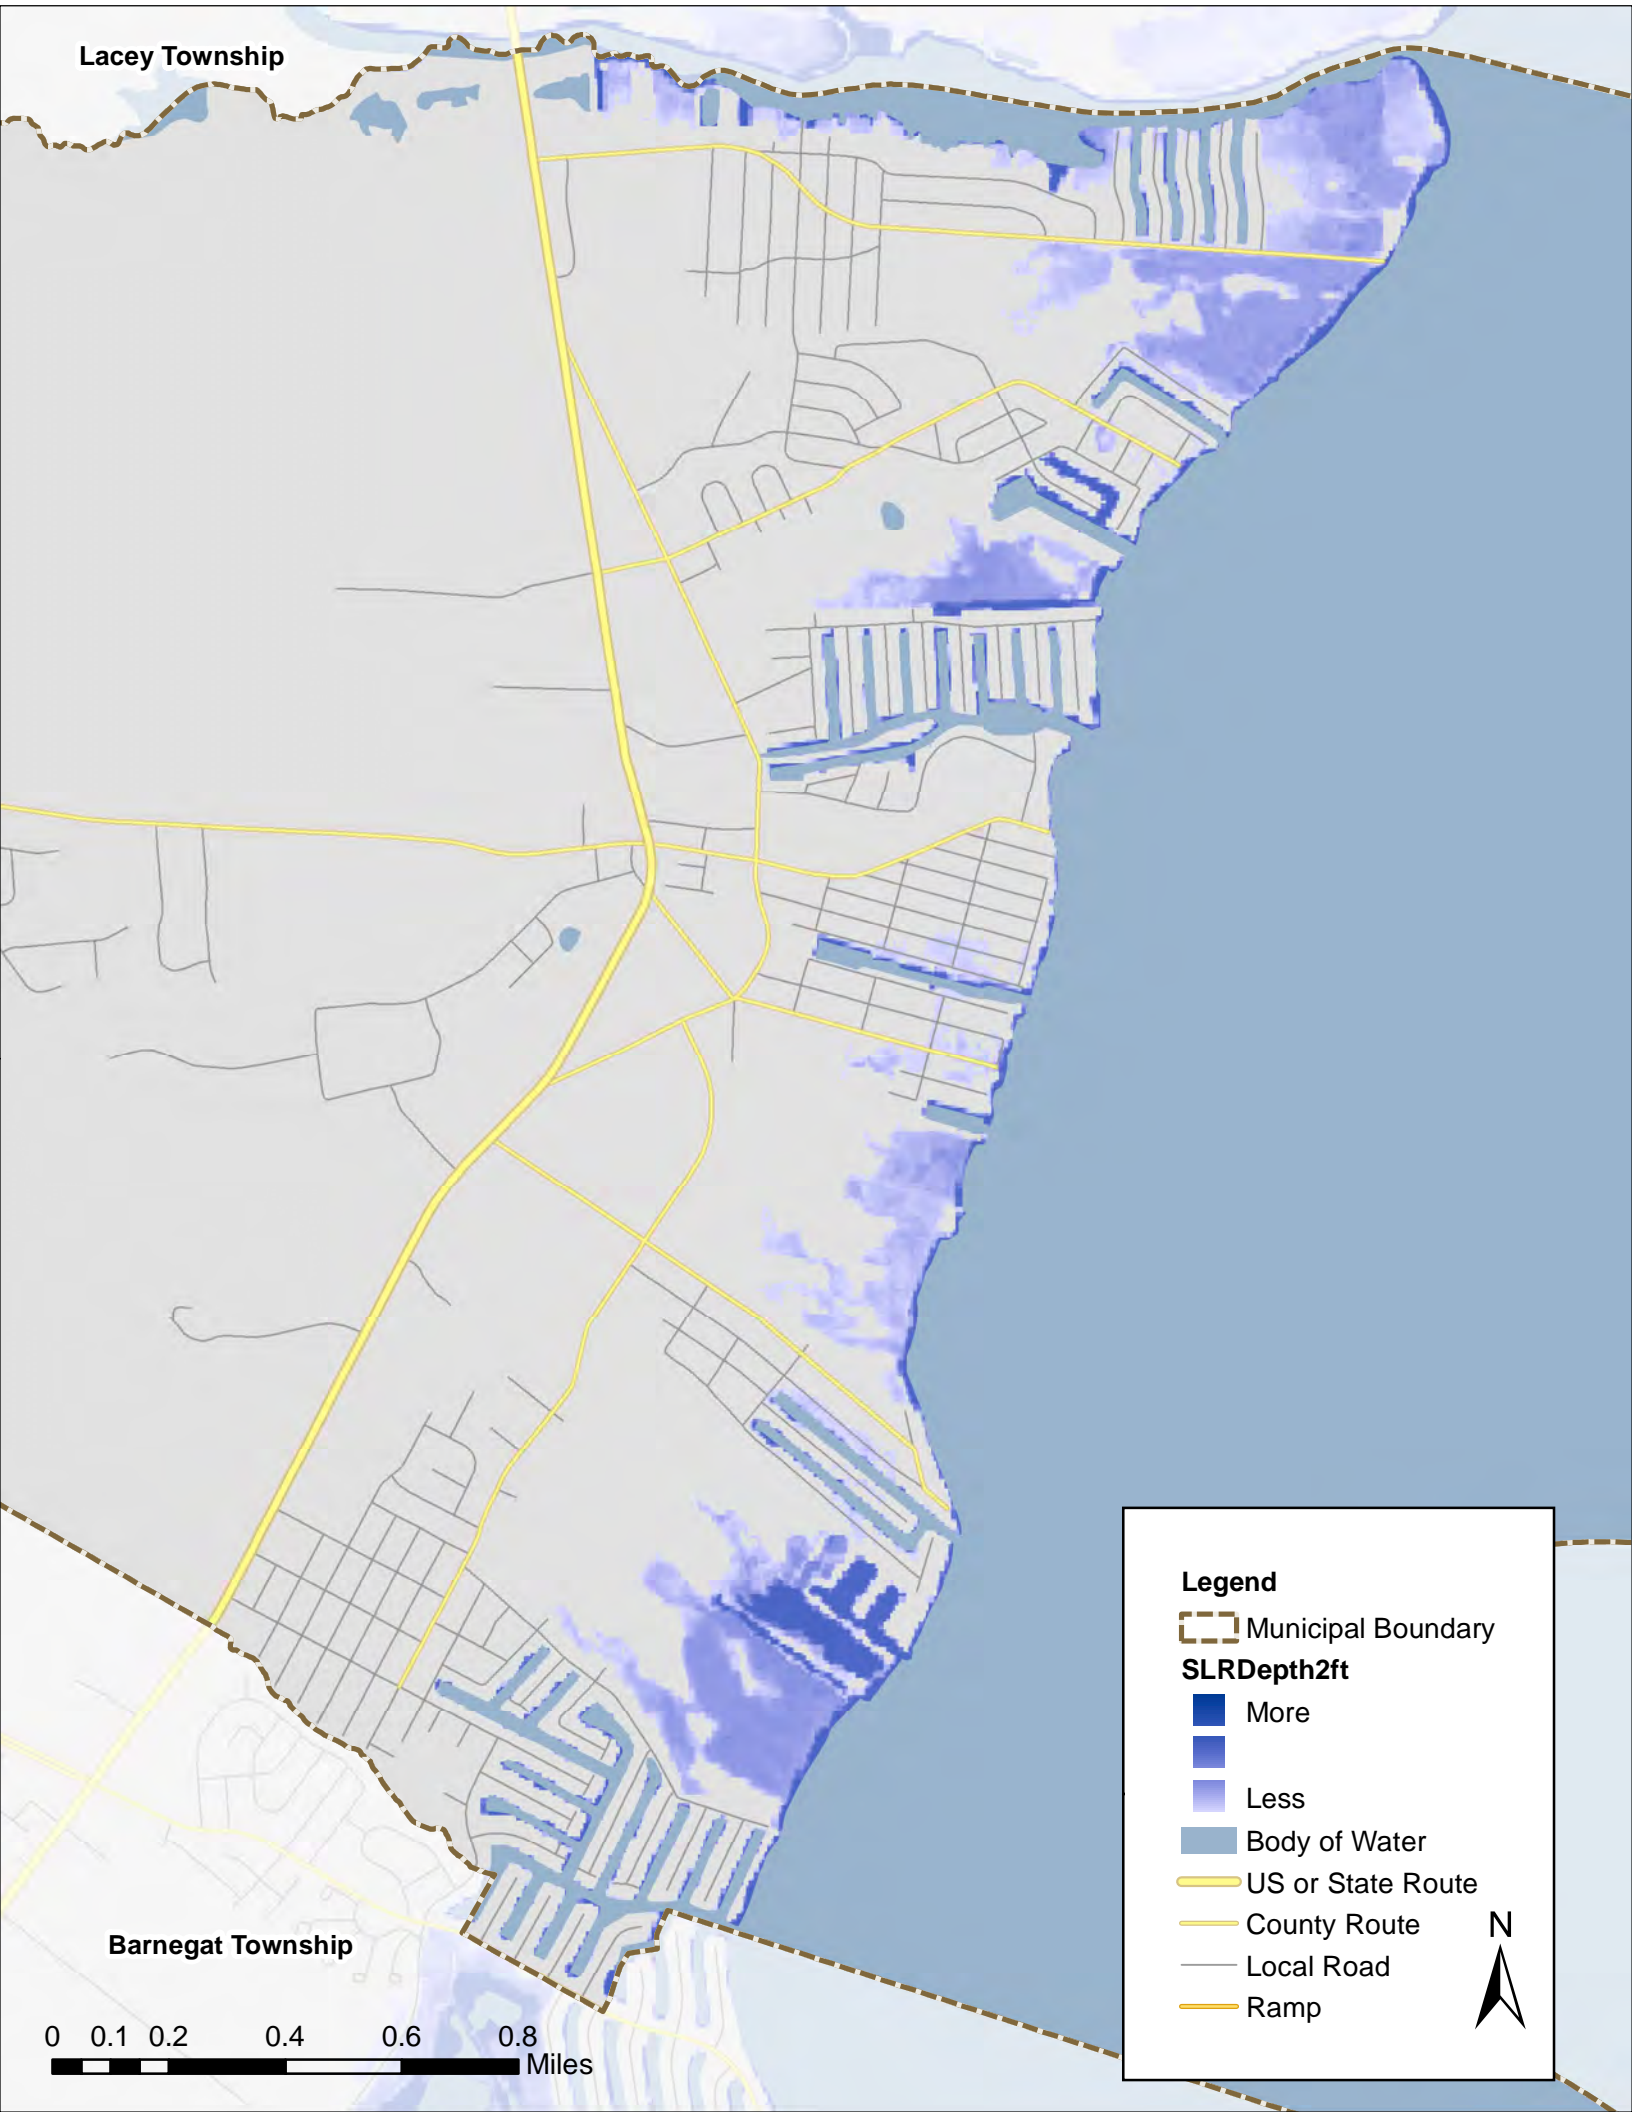 Lacey Township
Legend
Municipal Boundary
SLRDepth2ft
More
Less
Body of Water
US or State Route
County Route
Local Road
Ramp
N
Barnegat Township
0 0.1 0.2 0.4 0.6 0.8
Miles